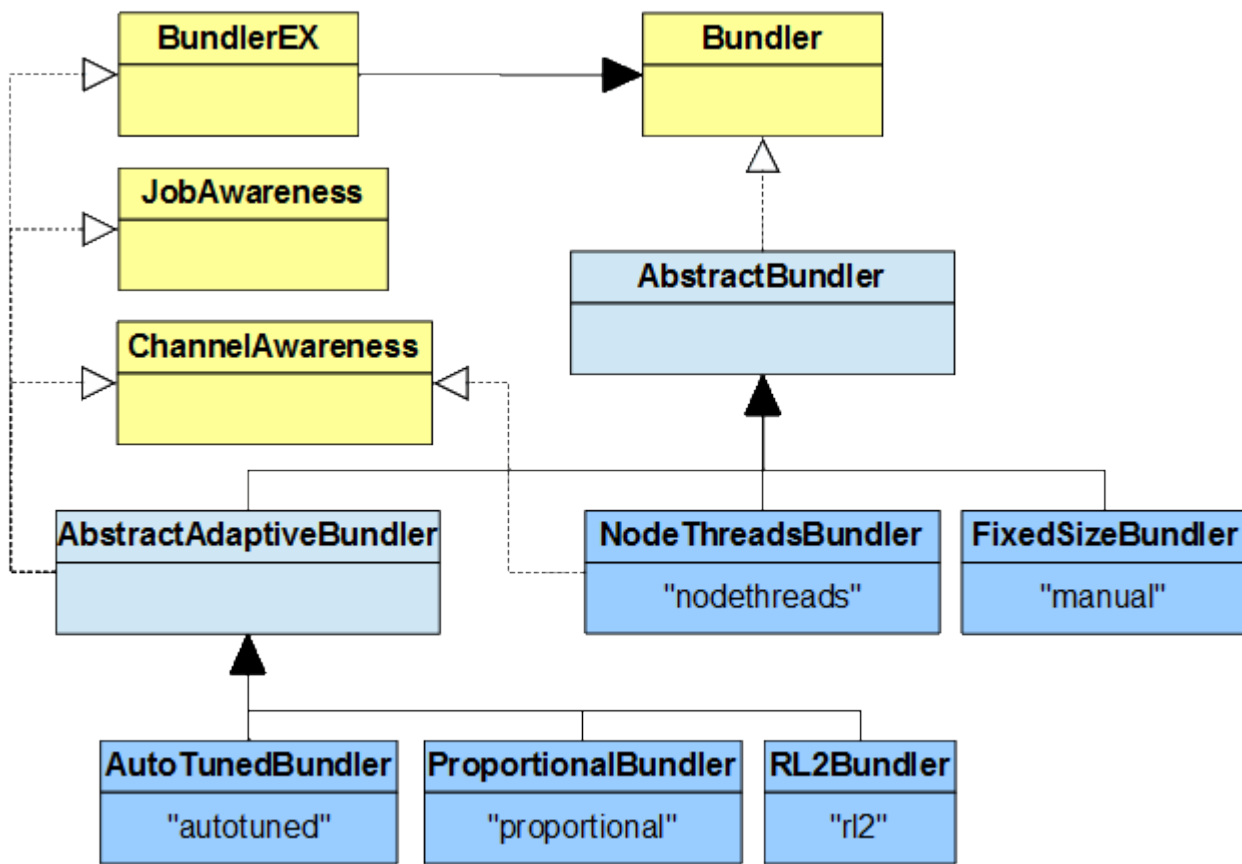 BundlerEX
Bundler
JobAwareness
AbstractBundler
ChannelAwareness
AbstractAdaptiveBundler
NodeThreadsBundler
"nodethreads"
FixedSizeBundler
"manual"
AutoTunedBundler
"autotuned"
ProportionalBundler
"proportional"
RL2Bundler
"rl2"